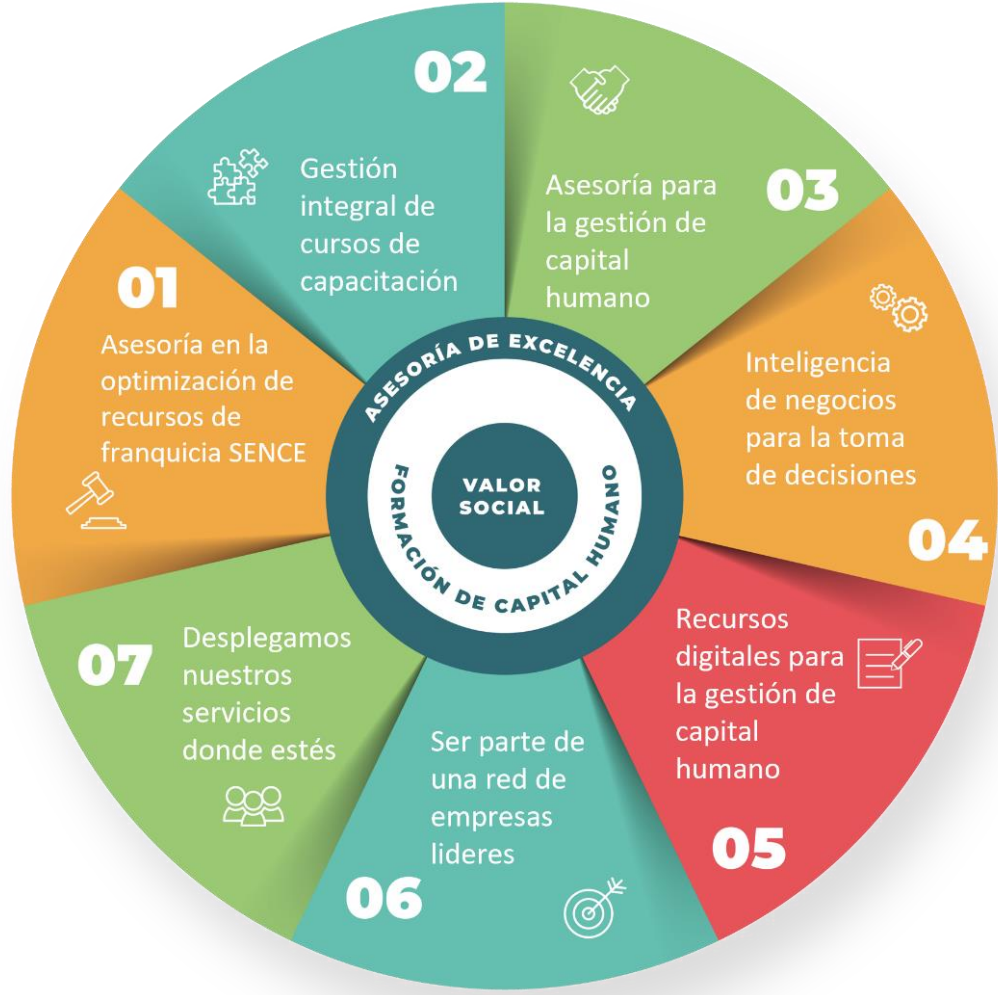 01
Asesoría en la
optimización de
recursos de
franquicia SENCE
02
Gestión
integral de
cursos de
capacitación
03
Asesoría para
la gestión de
capital
humano
04
Inteligencia
de negocios
para la toma
de decisiones
05
Recursos
digitales para
la gestión de
capital
humano
06
Ser parte de
una red de
empresas
lideres
07
Desplegamos
nuestros
servicios
donde estés
ASESORÍA DE EXCELENCIA
FORMACIÓN DE CAPITAL HUMANO
VALOR
SOCIAL